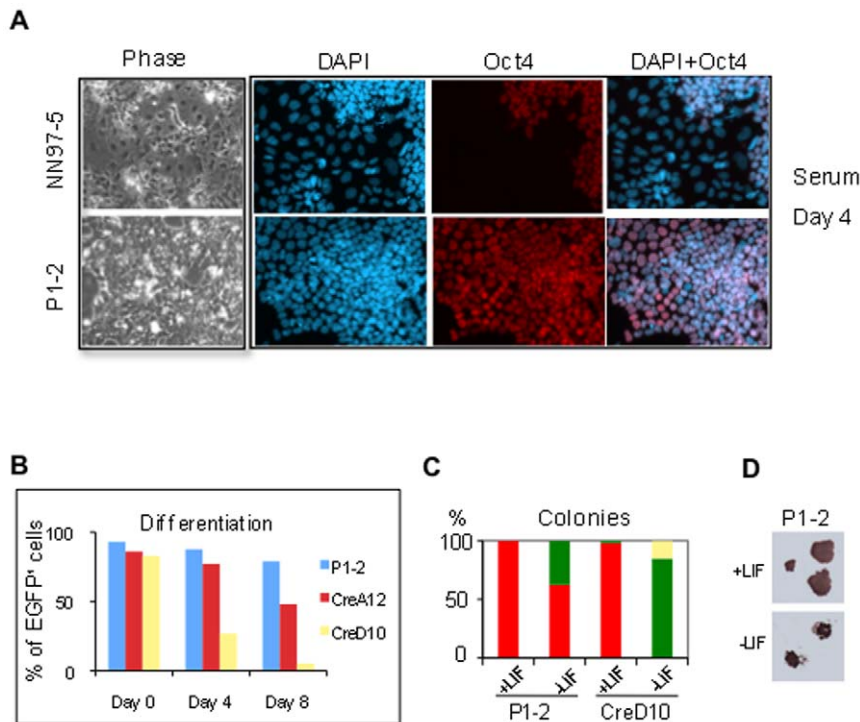 A
Phase DAPI Oct4 DAPI+Oct4
NN97-5
P1-2
Serum
Day 4
B
Differentiation
% of EGFP⁺ cells
100
50
0
Day 0 Day 4 Day 8
P1-2
CreA12
CreD10
C
% Colonies
100
50
0
+LIF -LIF +LIF -LIF
P1-2 CreD10
D
P1-2
+LIF
-LIF